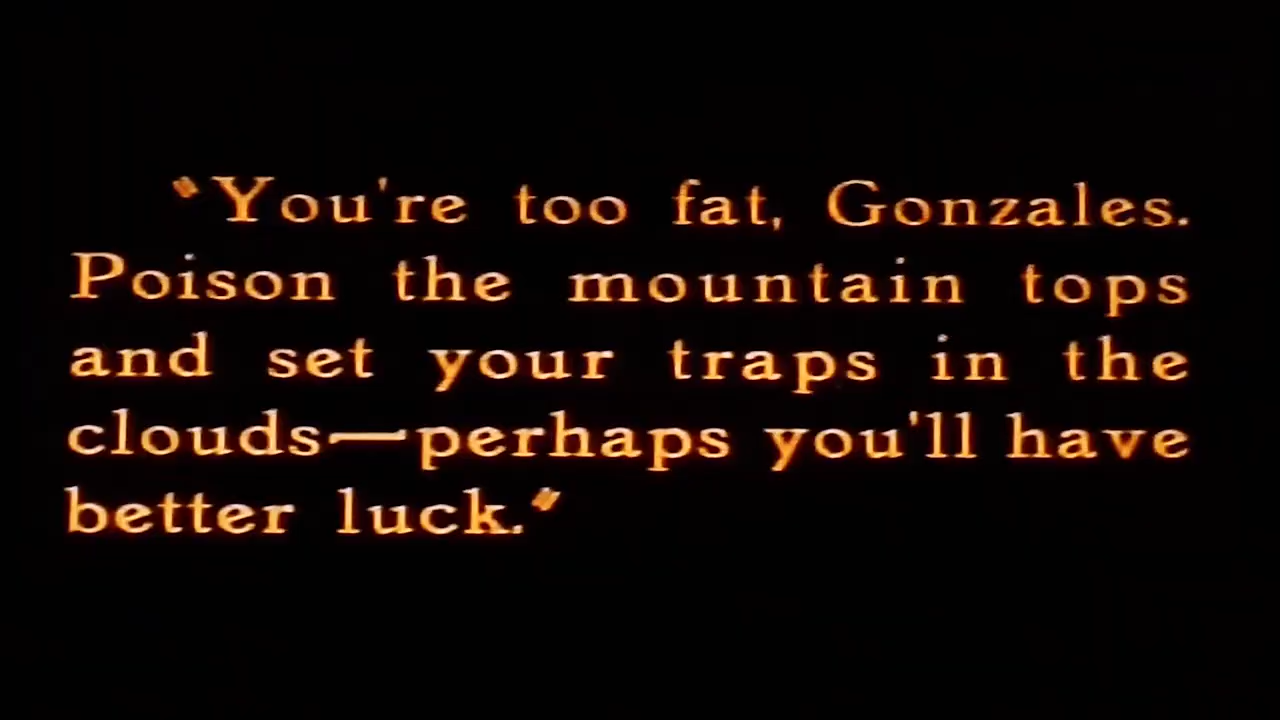 "You're too fat, Gonzales.
Poison the mountain tops
and set your traps in the
clouds—perhaps you'll have
better luck."